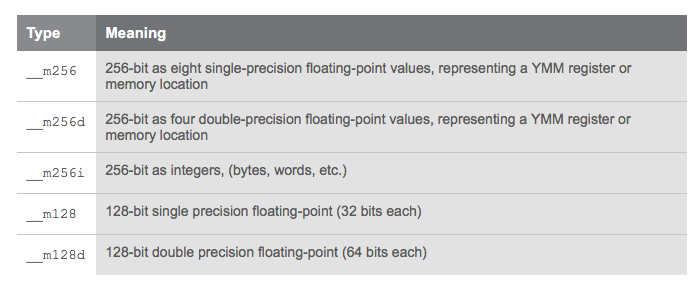 Type Meaning
__m256 256-bit as eight single-precision floating-point values, representing a YMM register or
memory location
__m256d 256-bit as four double-precision floating-point values, representing a YMM register or
memory location
__m256i 256-bit as integers, (bytes, words, etc.)
__m128 128-bit single precision floating-point (32 bits each)
__m128d 128-bit double precision floating-point (64 bits each)